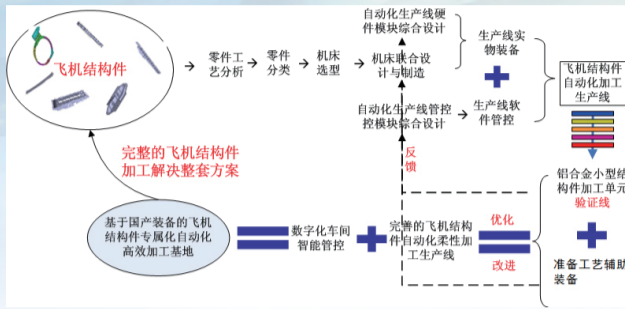 自动化生产线硬
件模块综合设计
飞机结构件
零件工
艺分析
零件
分类
机床
选型
机床联合设
计与制造
生产线实
物装备
自动化生产线管控
控模块综合设计
生产线软
件管控
飞机结构件
自动化加工
生产线
反
馈
完整的飞机结构件
加工解决整套方案
铝合金小型结
构件加工单元
验证线
基于国产装备的飞机
结构件专属化自动化
高效加工基地
数字化车间
智能管控
完善的飞机结构
件自动化柔性加
工生产线
优化
改进
准备工艺辅助
装备